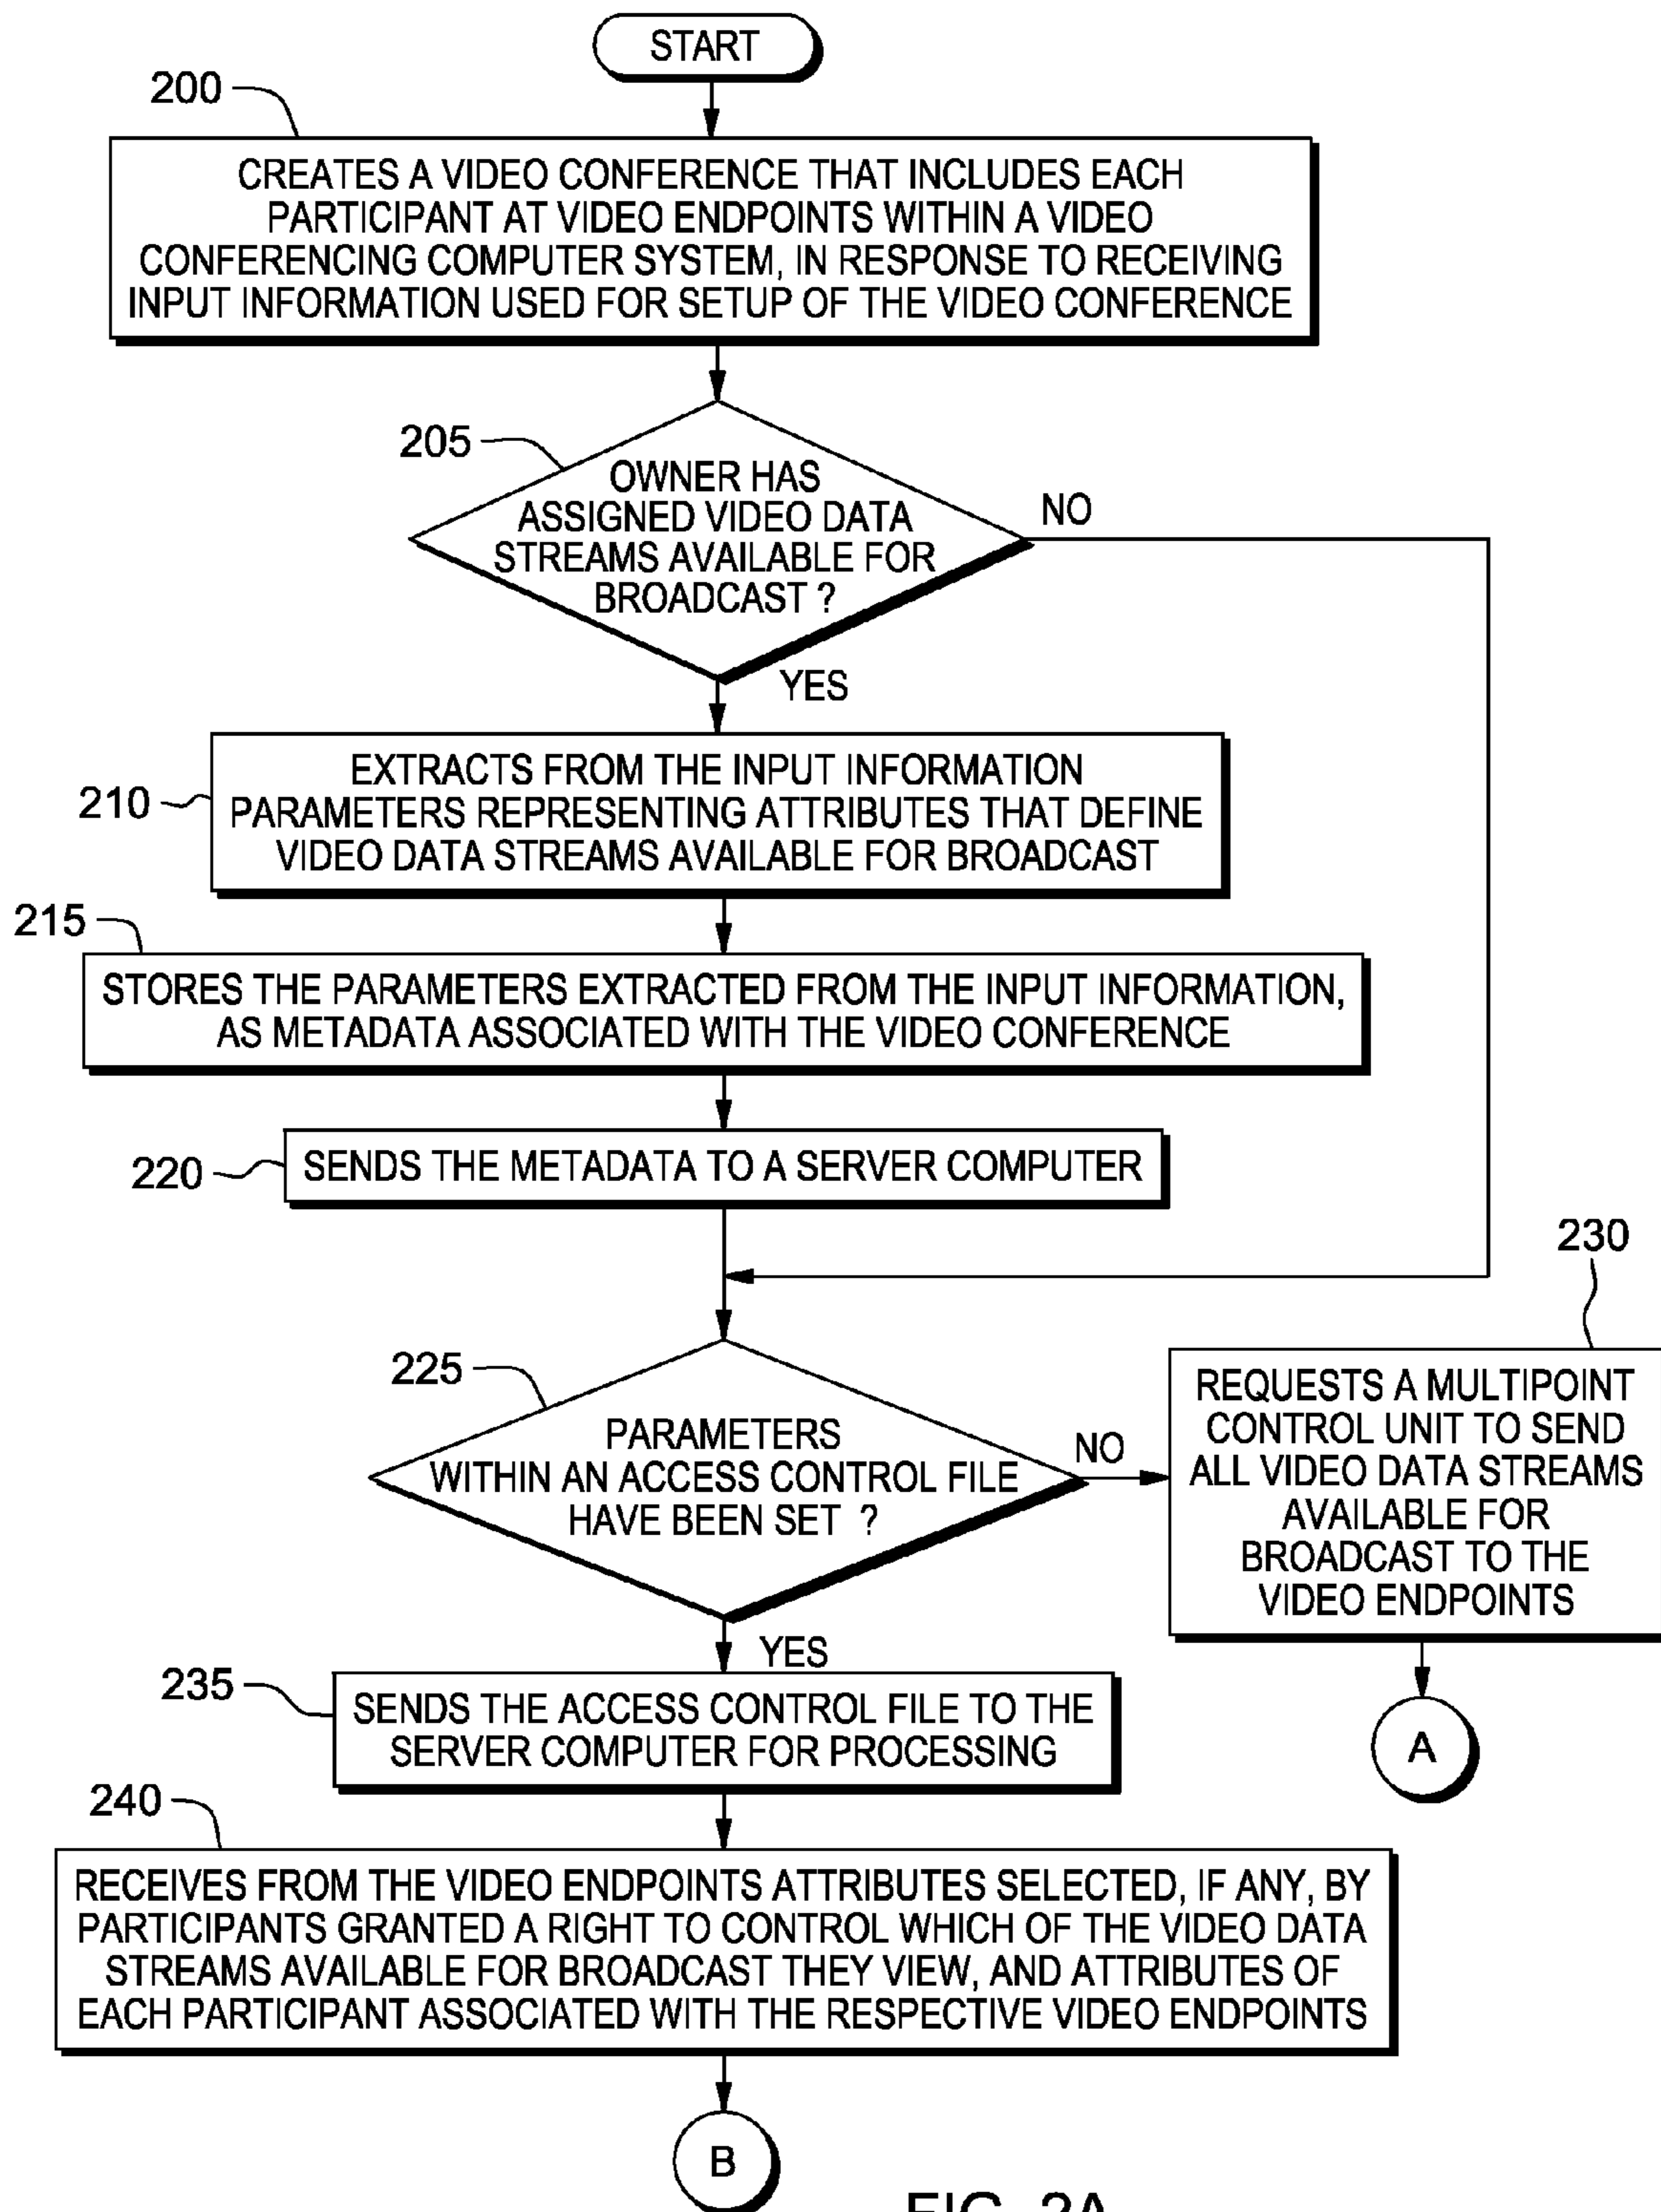 START
200
CREATES A VIDEO CONFERENCE THAT INCLUDES EACH
PARTICIPANT AT VIDEO ENDPOINTS WITHIN A VIDEO
CONFERENCING COMPUTER SYSTEM, IN RESPONSE TO RECEIVING
INPUT INFORMATION USED FOR SETUP OF THE VIDEO CONFERENCE
205
OWNER HAS
ASSIGNED VIDEO DATA
STREAMS AVAILABLE FOR
BROADCAST ?
NO
YES
210
EXTRACTS FROM THE INPUT INFORMATION
PARAMETERS REPRESENTING ATTRIBUTES THAT DEFINE
VIDEO DATA STREAMS AVAILABLE FOR BROADCAST
215
STORES THE PARAMETERS EXTRACTED FROM THE INPUT INFORMATION,
AS METADATA ASSOCIATED WITH THE VIDEO CONFERENCE
220
SENDS THE METADATA TO A SERVER COMPUTER
225
PARAMETERS
WITHIN AN ACCESS CONTROL FILE
HAVE BEEN SET ?
NO
230
REQUESTS A MULTIPOINT
CONTROL UNIT TO SEND
ALL VIDEO DATA STREAMS
AVAILABLE FOR
BROADCAST TO THE
VIDEO ENDPOINTS
A
YES
235
SENDS THE ACCESS CONTROL FILE TO THE
SERVER COMPUTER FOR PROCESSING
240
RECEIVES FROM THE VIDEO ENDPOINTS ATTRIBUTES SELECTED, IF ANY, BY
PARTICIPANTS GRANTED A RIGHT TO CONTROL WHICH OF THE VIDEO DATA
STREAMS AVAILABLE FOR BROADCAST THEY VIEW, AND ATTRIBUTES OF
EACH PARTICIPANT ASSOCIATED WITH THE RESPECTIVE VIDEO ENDPOINTS
B
FIG. 2A